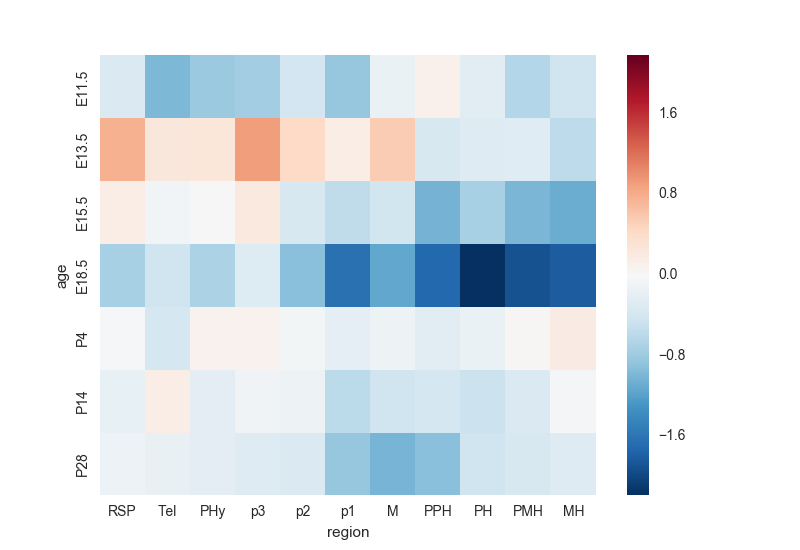 E11.5
E13.5
E15.5
E18.5
P4
P14
P28
age
RSP Tel PHy p3 p2 p1 M PPH PH PMH MH
region
1.6
0.8
0.0
−0.8
−1.6